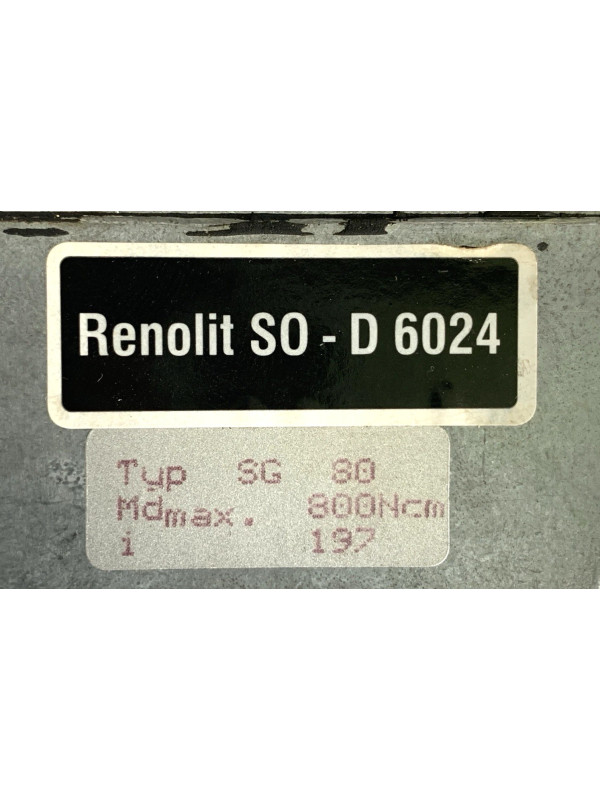 Renolit SO - D 6024
Typ SG 80
Mdmax. 800Ncm
i 197